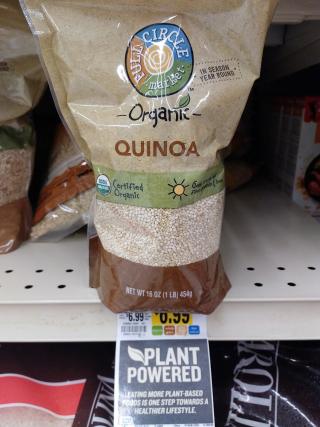 FULL CIRCLE
market
IN SEASON
YEAR ROUND
Organic
QUINOA
USDA
Certified
Organic
NET WT 16 OZ (1 LB) 454g
$6.99
6.99
PLANT
POWERED
EATING MORE PLANT-BASED
FOODS IS ONE STEP TOWARDS A
HEALTHIER LIFESTYLE.